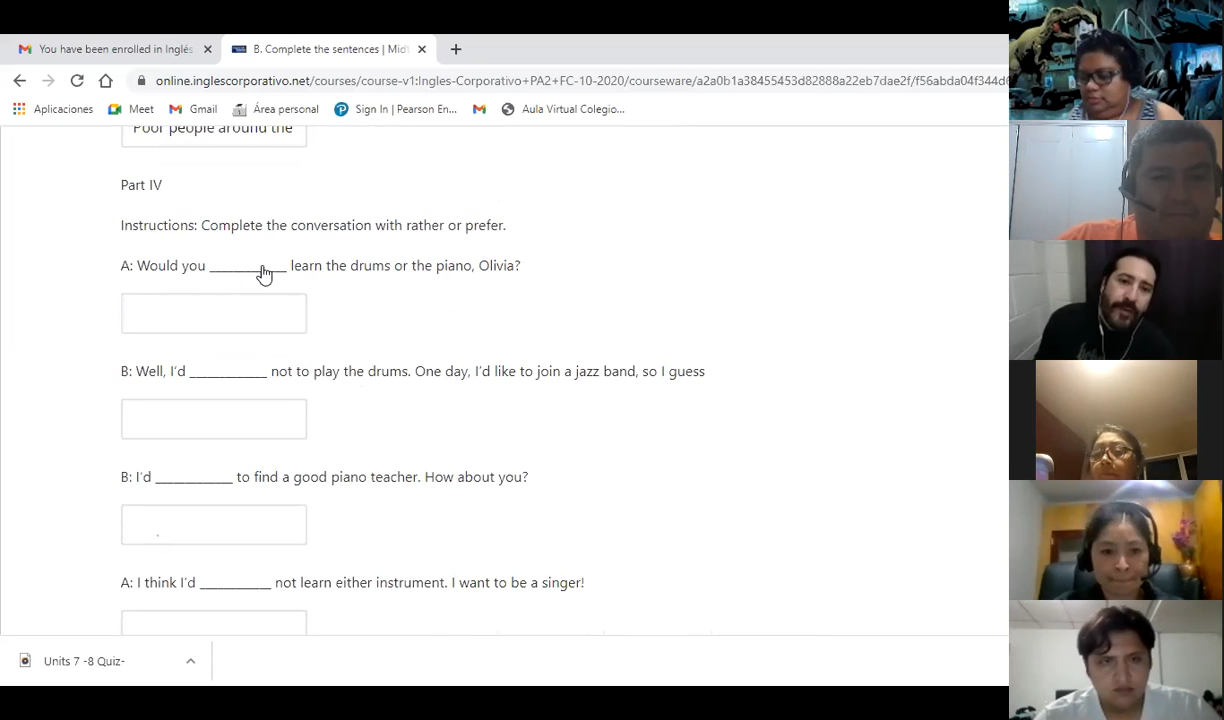 You have been enrolled in Inglés
B. Complete the sentences | Midt
online.inglescorporativo.net/courses/course-v1:Ingles-Corporativo+PA2+FC-10-2020/courseware/a2a0b1a38455453d82888a22eb7dae2f/f56abda04f344d6
Aplicaciones
Meet
Gmail
Área personal
Sign In | Pearson En...
Aula Virtual Colegio...
Poor people around the
Part IV
Instructions: Complete the conversation with rather or prefer.
A: Would you ___________ learn the drums or the piano, Olivia?
B: Well, I'd ___________ not to play the drums. One day, I'd like to join a jazz band, so I guess
B: I'd ___________ to find a good piano teacher. How about you?
A: I think I'd __________ not learn either instrument. I want to be a singer!
Units 7 -8 Quiz-